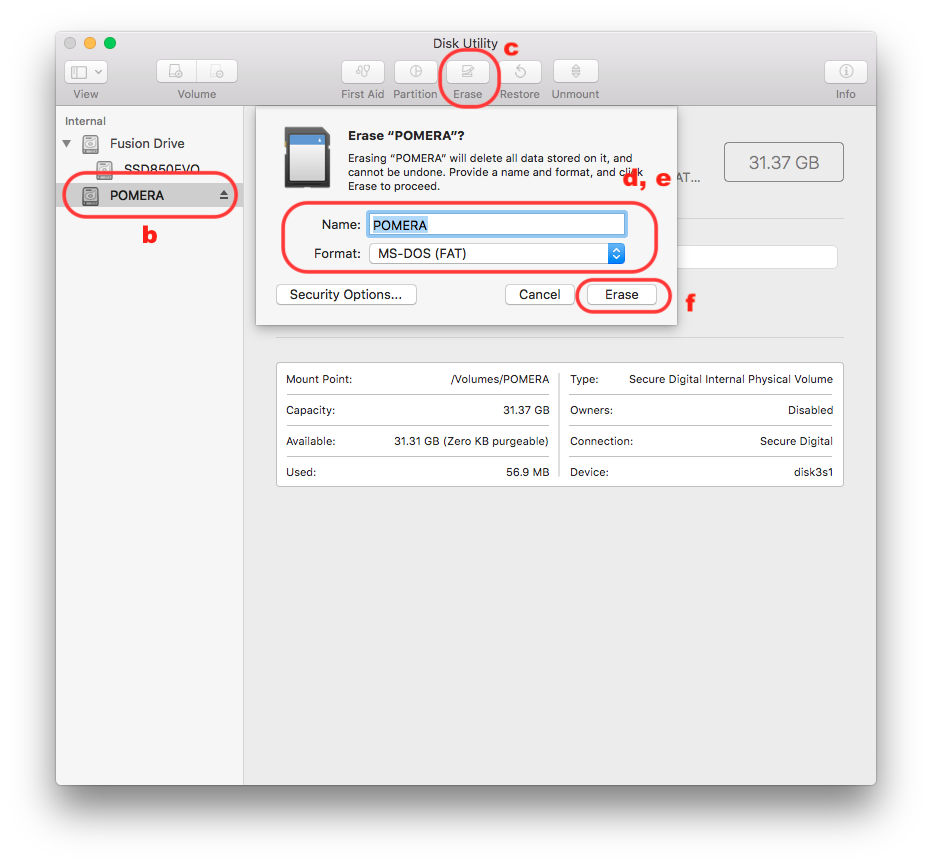 Disk Utility
c
View
Volume
First Aid
Partition
Erase
Restore
Unmount
Info
Internal
Fusion Drive
SSD850EVO
POMERA
b
Erase “POMERA”?
Erasing “POMERA” will delete all data stored on it, and
cannot be undone. Provide a name and format, and click
Erase to proceed.
d, e
AT...
31.37 GB
Name:
POMERA
Format:
MS-DOS (FAT)
Security Options...
Cancel
Erase
f
Mount Point:
/Volumes/POMERA
Type:
Secure Digital Internal Physical Volume
Capacity:
31.37 GB
Owners:
Disabled
Available:
31.31 GB (Zero KB purgeable)
Connection:
Secure Digital
Used:
56.9 MB
Device:
disk3s1